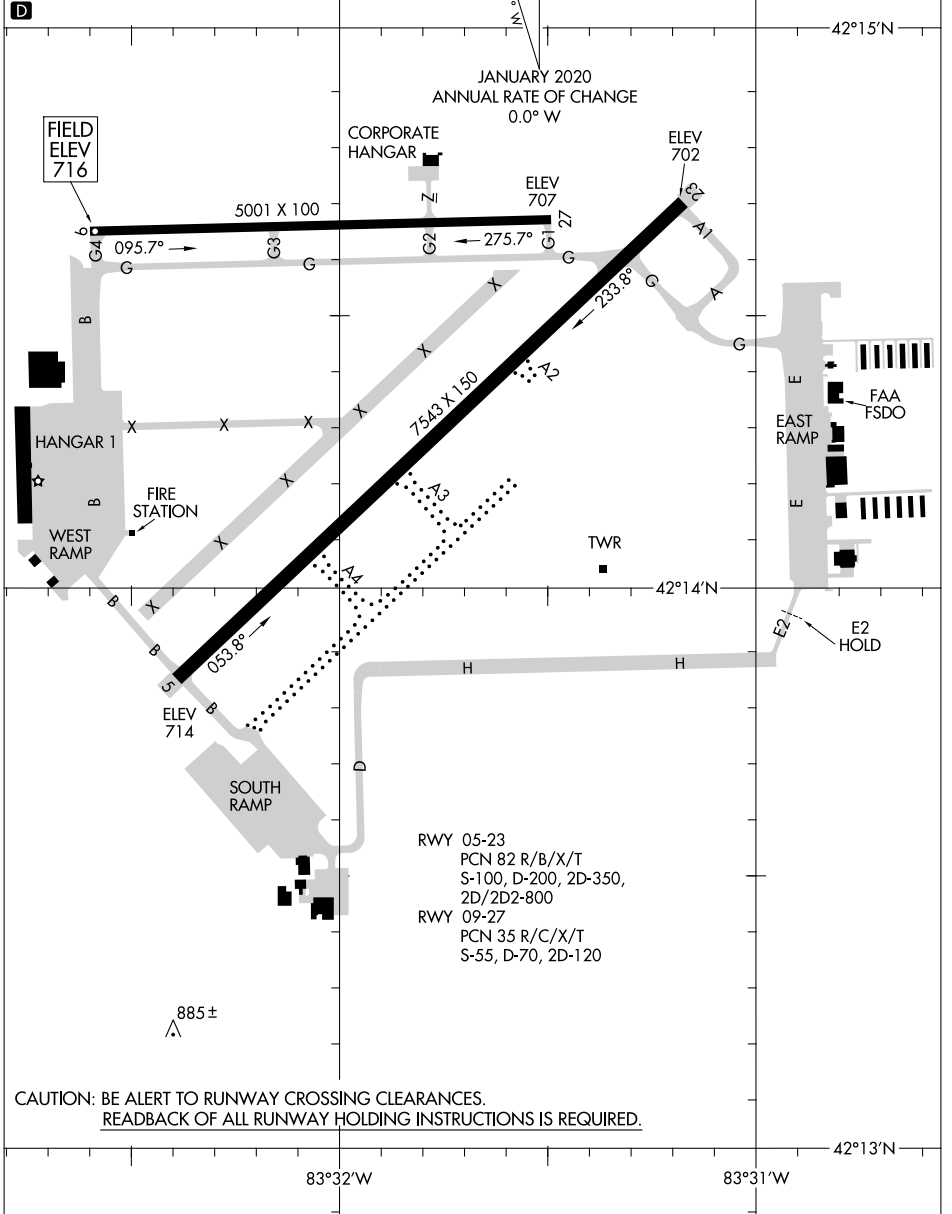 D
° W
42°15'N
JANUARY 2020
ANNUAL RATE OF CHANGE
0.0° W
FIELD
ELEV
716
CORPORATE
HANGAR
ELEV
702
ELEV
707
23
5001 X 100
Z
9
27
G4
095.7°
G3
G2
275.7°
G1
A1
G
G
G
G
A
233.8°
X
B
G
X
A2
E
7543 X 150
X
FAA
FSDO
X
X
X
EAST
RAMP
HANGAR 1
X
A3
B
FIRE
STATION
E
WEST
RAMP
X
TWR
A4
42°14'N
B
X
E2
E2
HOLD
B
053.8°
H
H
5
B
ELEV
714
D
SOUTH
RAMP
RWY 05-23
PCN 82 R/B/X/T
S-100, D-200, 2D-350,
2D/2D2-800
RWY 09-27
PCN 35 R/C/X/T
S-55, D-70, 2D-120
885±
CAUTION: BE ALERT TO RUNWAY CROSSING CLEARANCES.
READBACK OF ALL RUNWAY HOLDING INSTRUCTIONS IS REQUIRED.
42°13'N
83°32'W
83°31'W